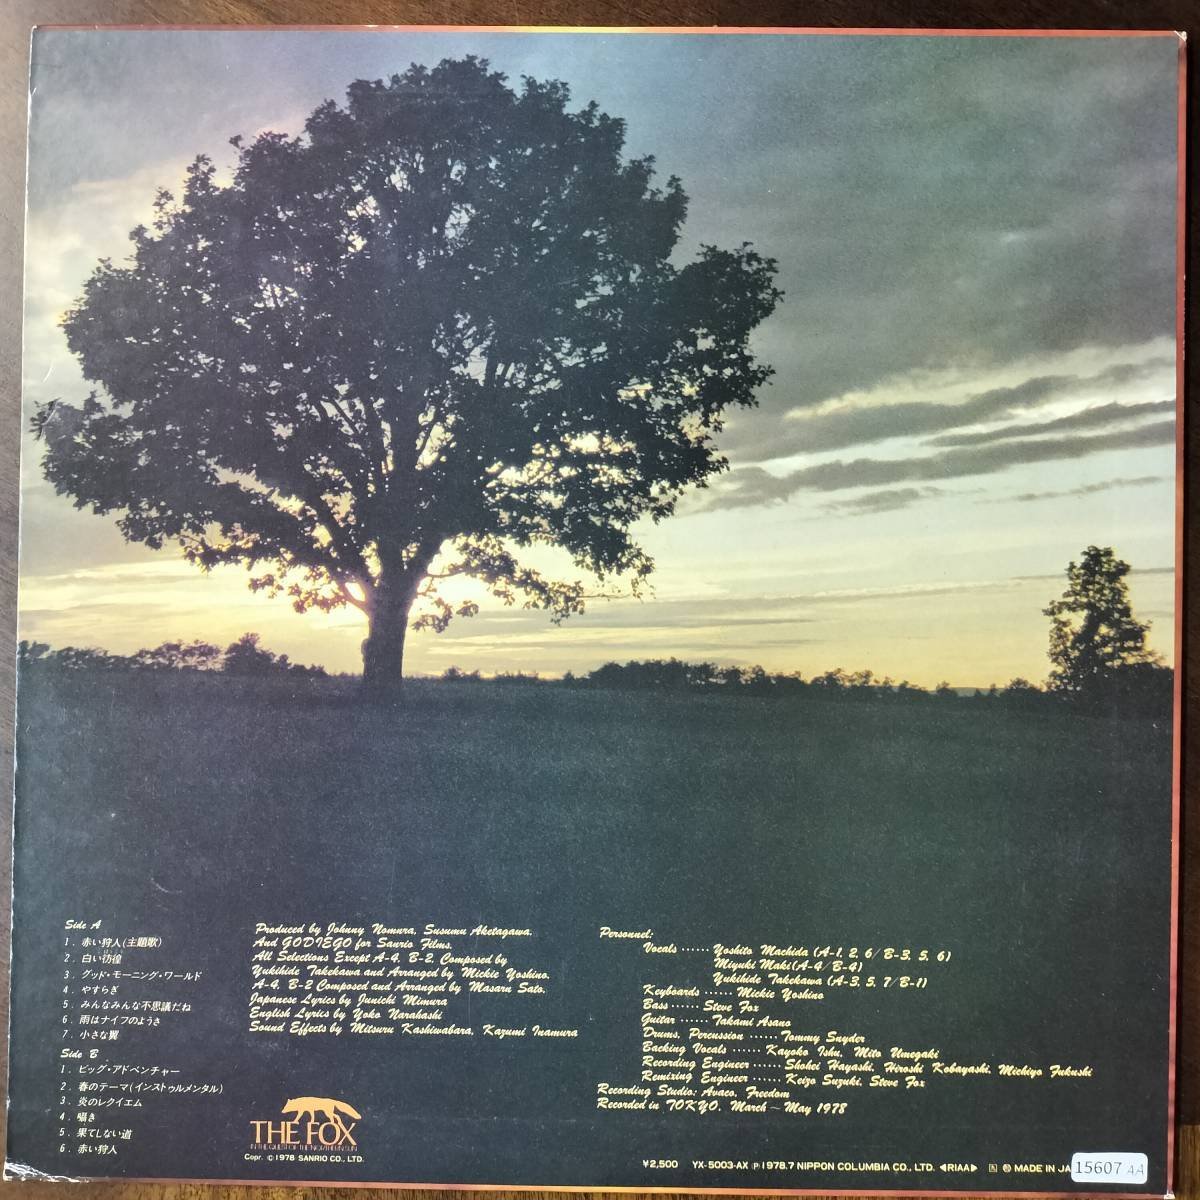 Side A
1. 赤い狩人(主題歌)
2. 白い彷徨
3. グッド・モーニング・ワールド
4. やすらぎ
5. みんなみんな不思議だね
6. 雨はナイフのようさ
7. 小さな翼
Side B
1. ビッグ・アドベンチャー
2. 春のテーマ(インストゥルメンタル)
3. 炎のレクイエム
4. 囁き
5. 果てしない道
6. 赤い狩人
Produced by Johnny Nomura, Susumu Aketagawa,
And GODIEGO for Sanrio Films.
All Selections Except A-4, B-2, Composed by
Yukihide Takekawa and Arranged by Mickie Yoshino.
A-4, B-2 Composed and Arranged by Masaru Sato.
Japanese Lyrics by Junichi Mimura
English Lyrics by Yoko Narahashi
Sound Effects by Mitsuru Kashiwabara, Kazumi Inamura
THE FOX
IN THE QUEST OF THE NORTHERN SUN
Copr. ©1978 SANRIO CO., LTD.
Personnel:
Vocals ······ Yoshito Machida (A-1, 2, 6/B-3, 5, 6)
Miyuki Maki (A-4/B-4)
Yukihide Takekawa (A-3, 5, 7/B-1)
Keyboards ······ Mickie Yoshino
Bass ······ Steve Fox
Guitar ······ Takami Asano
Drums, Percussion ······ Tommy Snyder
Backing Vocals ······ Kayoko Ishu, Mito Umegaki
Recording Engineer ······ Shohei Hayashi, Hiroshi Kobayashi, Michiyo Fukushi
Remixing Engineer ······ Keizo Suzuki, Steve Fox
Recording Studio: Avaco, Freedom
Recorded in TOKYO, March~May 1978
¥2,500 YX-5003-AX Ⓟ1978.7 NIPPON COLUMBIA CO., LTD. ◀RIAA▶ MADE IN JA
15607 AA